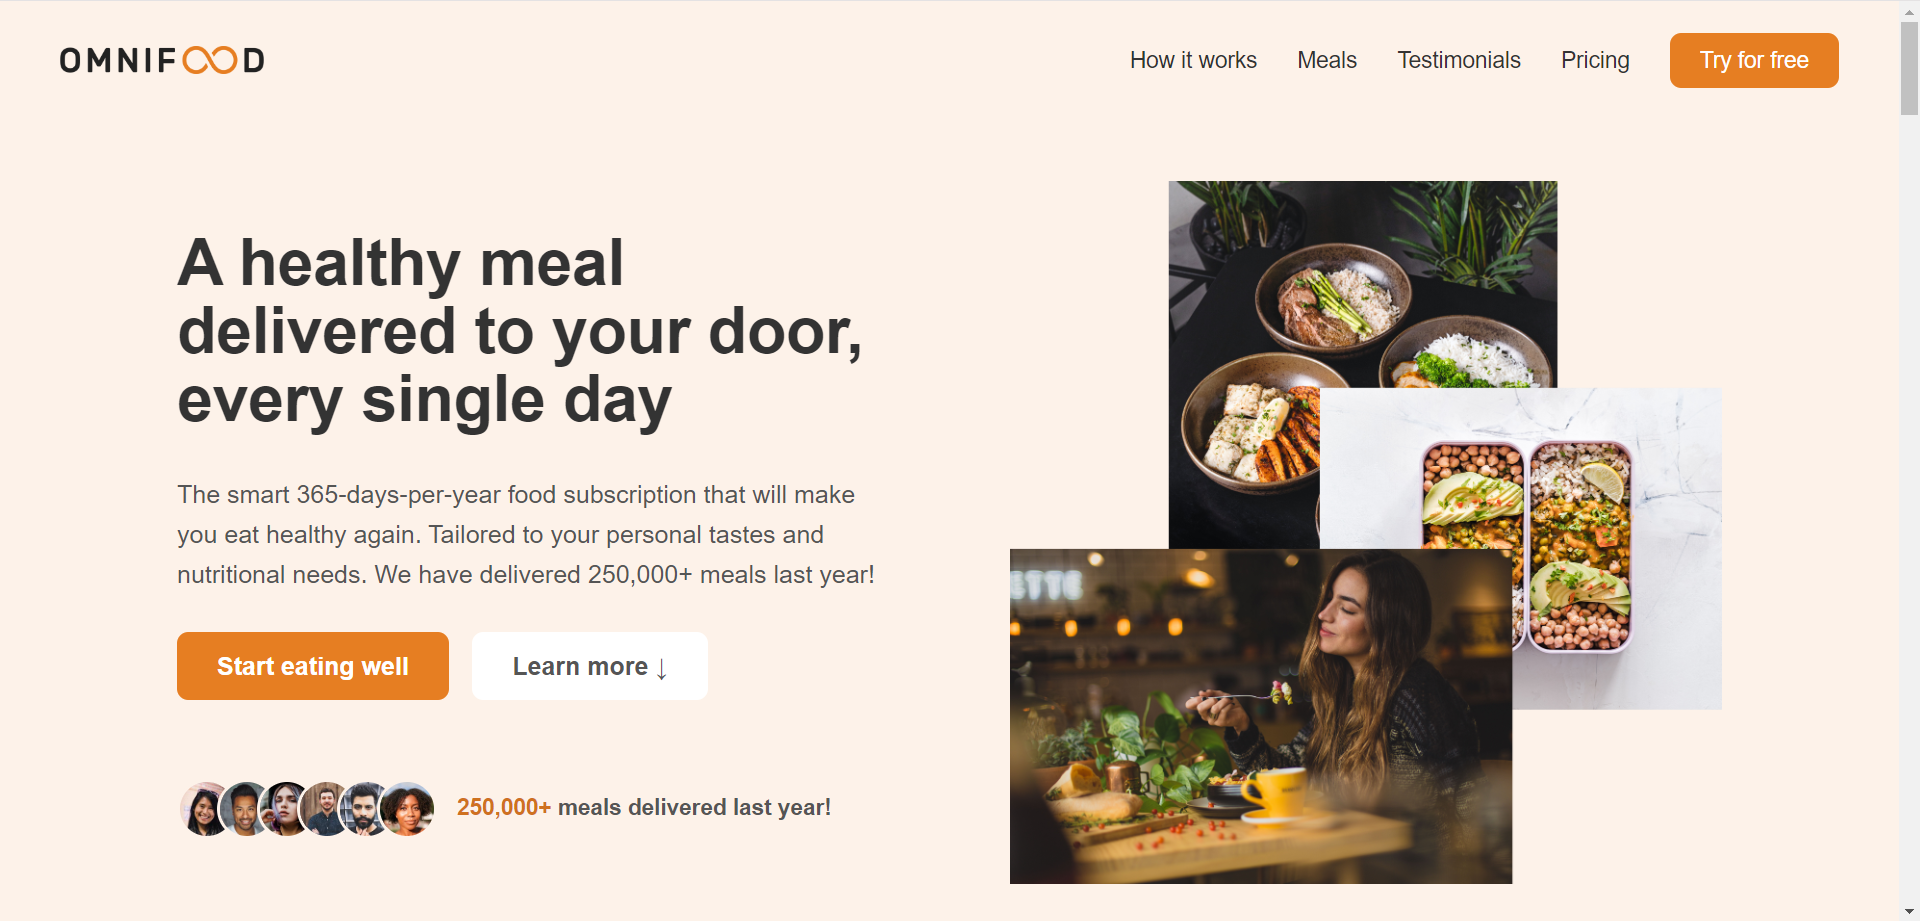 OMNIFOOD
How it works
Meals
Testimonials
Pricing
Try for free
A healthy meal
delivered to your door,
every single day
The smart 365-days-per-year food subscription that will make
you eat healthy again. Tailored to your personal tastes and
nutritional needs. We have delivered 250,000+ meals last year!
Start eating well
Learn more ↓
250,000+ meals delivered last year!
ETTE